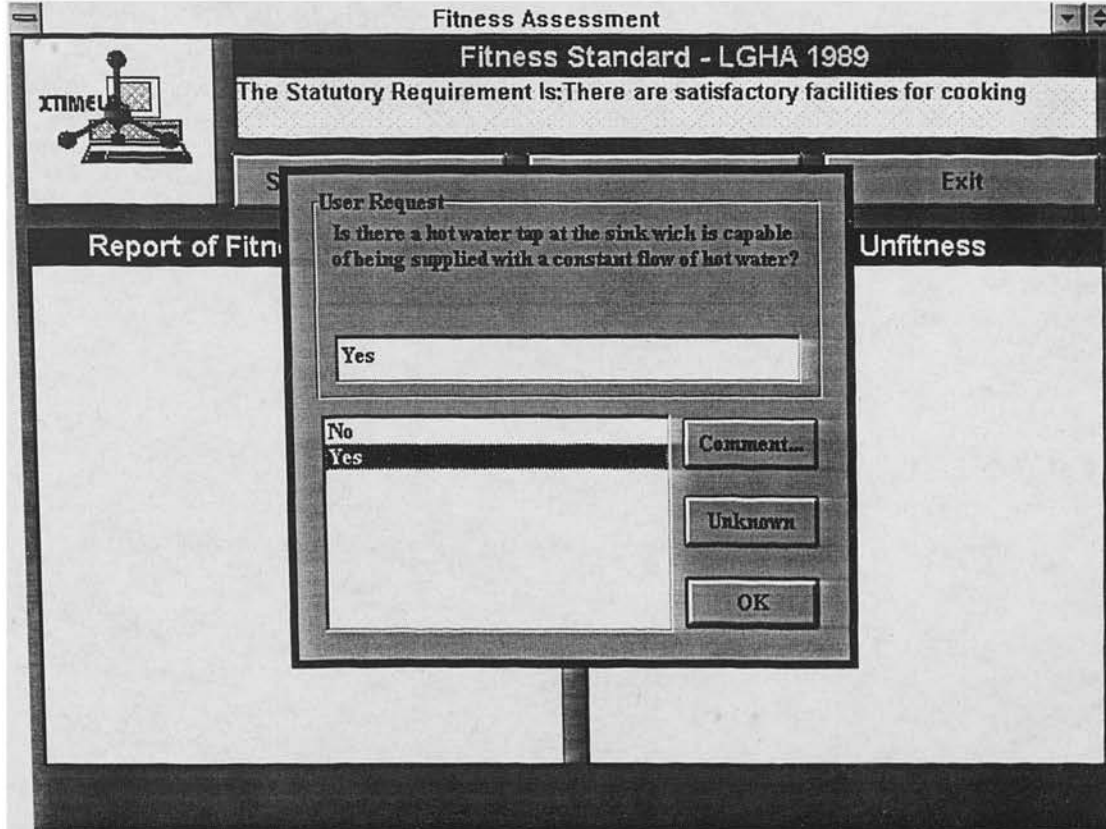 Fitness Assessment
Fitness Standard - LGHA 1989
The Statutory Requirement Is:There are satisfactory facilities for cooking
XTIMEL
S
Exit
User Request
Is there a hot water tap at the sink wich is capable
of being supplied with a constant flow of hot water?
Report of Fitn
Unfitness
Yes
No
Yes
Comment...
Unknown
OK